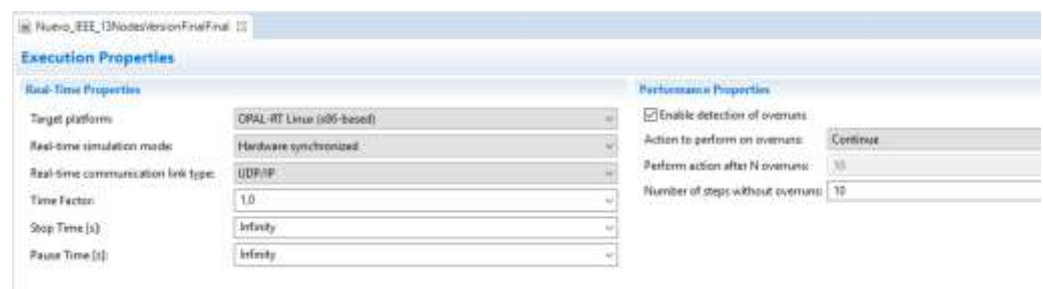 Nuevo_IEEE_13NodesVersionFinalFinal
Execution Properties
Real-Time Properties
Target platform: OPAL-RT Linux (x86-based)
Real-time simulation mode: Hardware synchronized
Real-time communication link type: UDP/IP
Time Factor: 1,0
Stop Time [s]: Infinity
Pause Time [s]: Infinity
Performance Properties
Enable detection of overruns
Action to perform on overruns: Continue
Perform action after N overruns: 10
Number of steps without overruns: 10